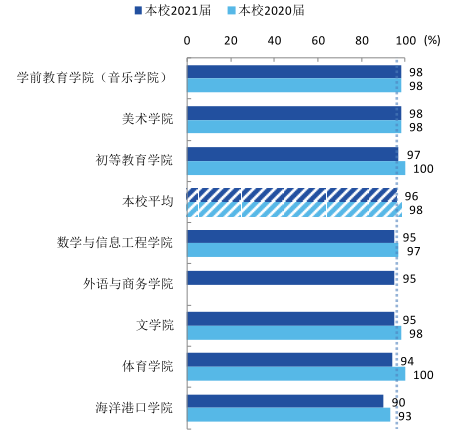 本校2021届 本校2020届
0 20 40 60 80 100 (%)
学前教育学院（音乐学院） 98
98
美术学院 98
98
初等教育学院 97
100
本校平均 96
98
数学与信息工程学院 95
97
外语与商务学院 95
文学院 95
98
体育学院 94
100
海洋港口学院 90
93